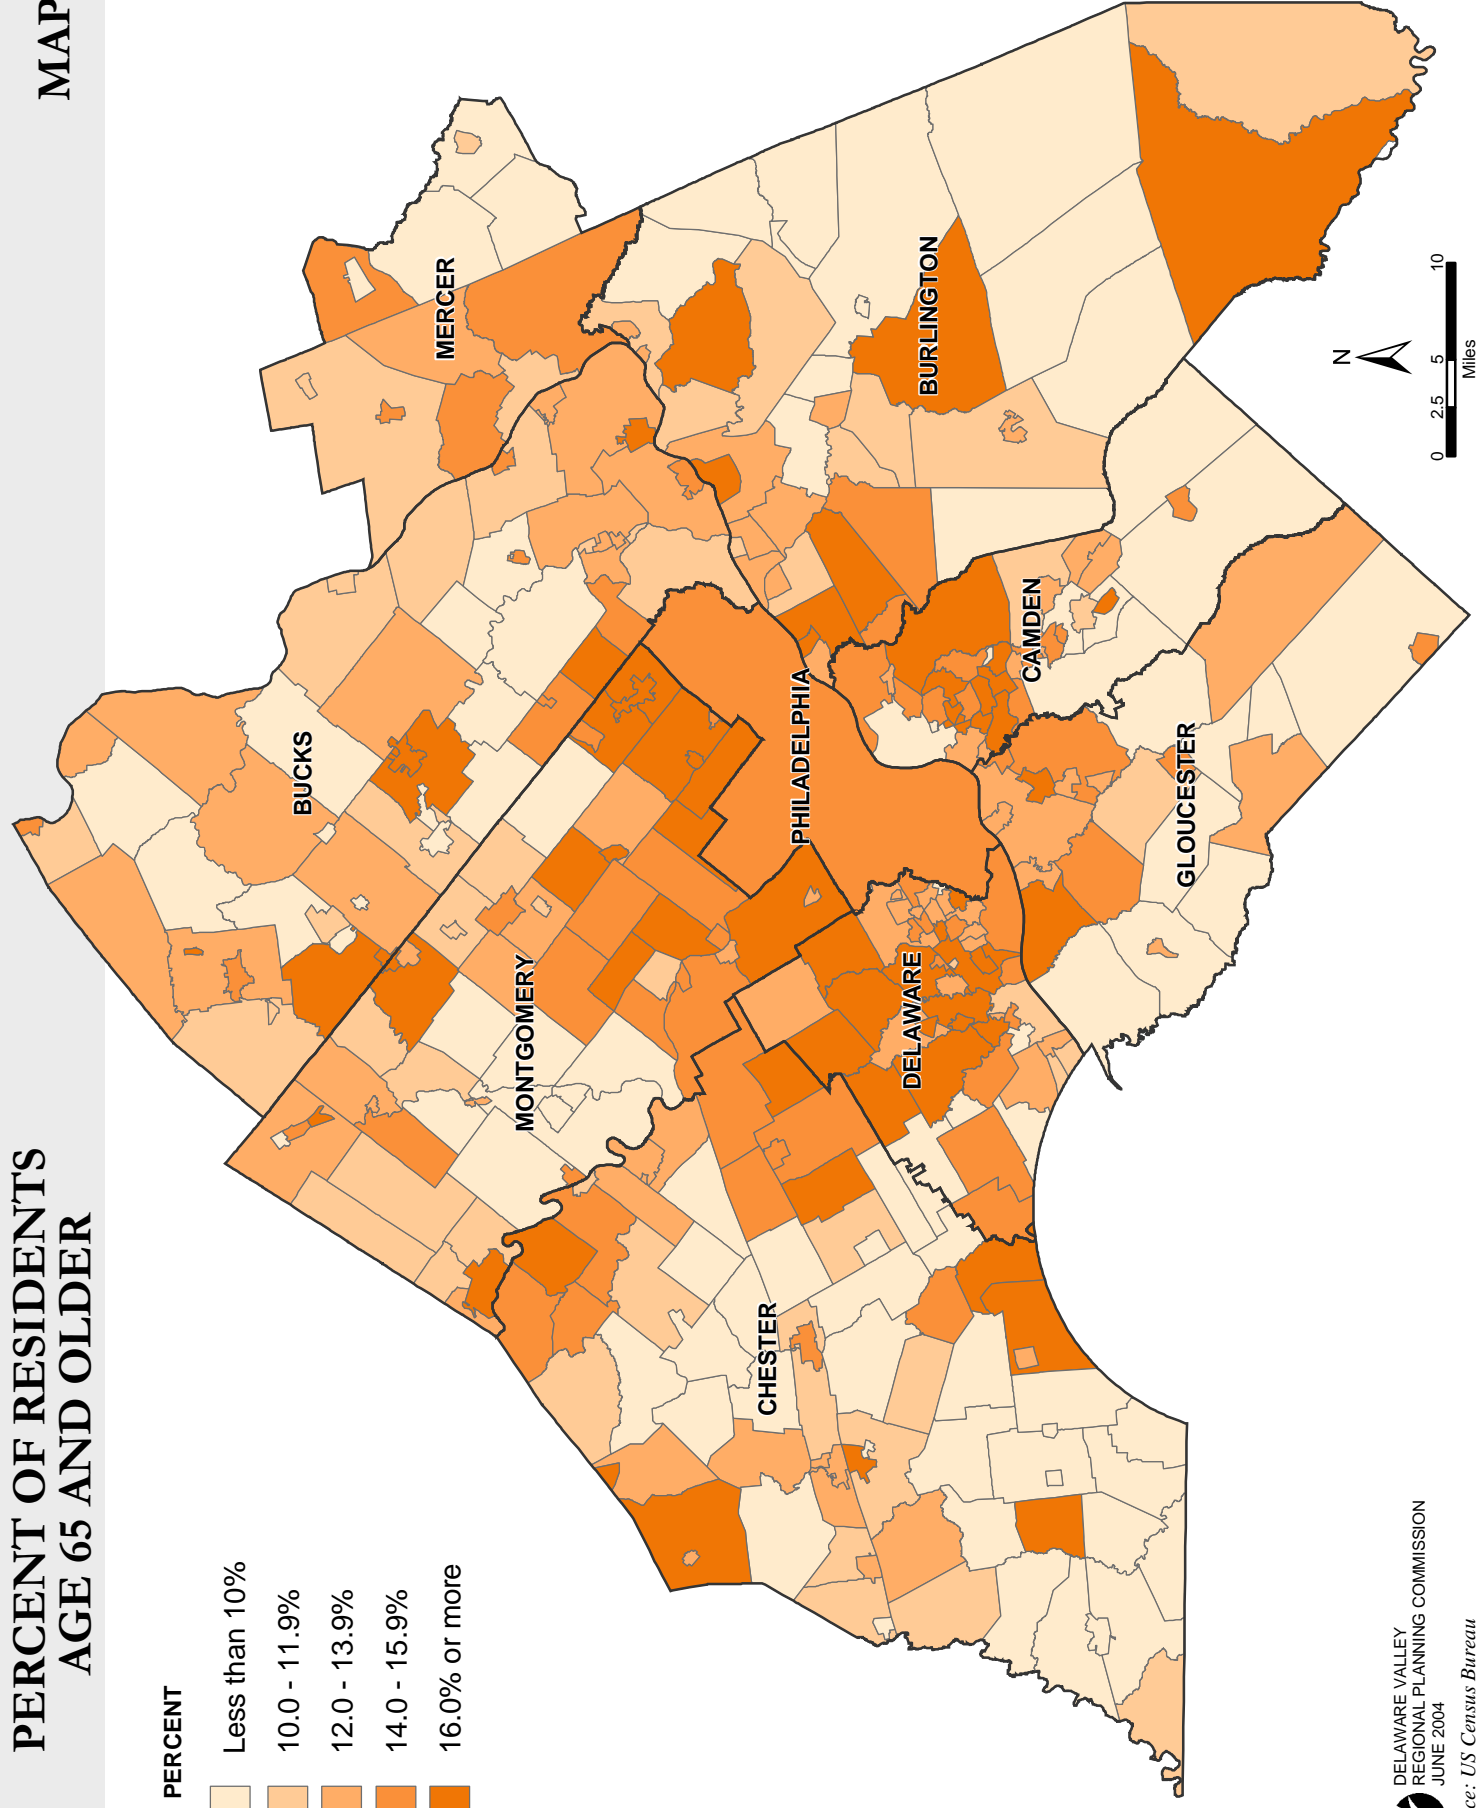 PERCENT OF RESIDENTS
AGE 65 AND OLDER
MAP
PERCENT
Less than 10%
10.0 - 11.9%
12.0 - 13.9%
14.0 - 15.9%
16.0% or more
BUCKS
MERCER
MONTGOMERY
CHESTER
PHILADELPHIA
DELAWARE
BURLINGTON
CAMDEN
GLOUCESTER
N
0 2.5 5 10
Miles
DELAWARE VALLEY
REGIONAL PLANNING COMMISSION
JUNE 2004
ce: US Census Bureau